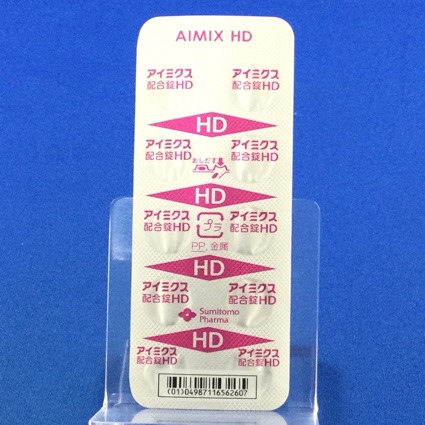 AIMIX HD
アイミクス アイミクス
配合錠HD 配合錠HD
HD
アイミクス アイミクス
配合錠HD 配合錠HD
おしだす
HD
アイミクス アイミクス
配合錠HD 配合錠HD
プラ
PP, 金属
HD
アイミクス アイミクス
配合錠HD 配合錠HD
Sumitomo
Pharma
HD
アイミクス アイミクス
配合錠HD 配合錠HD
(01)04987116562607